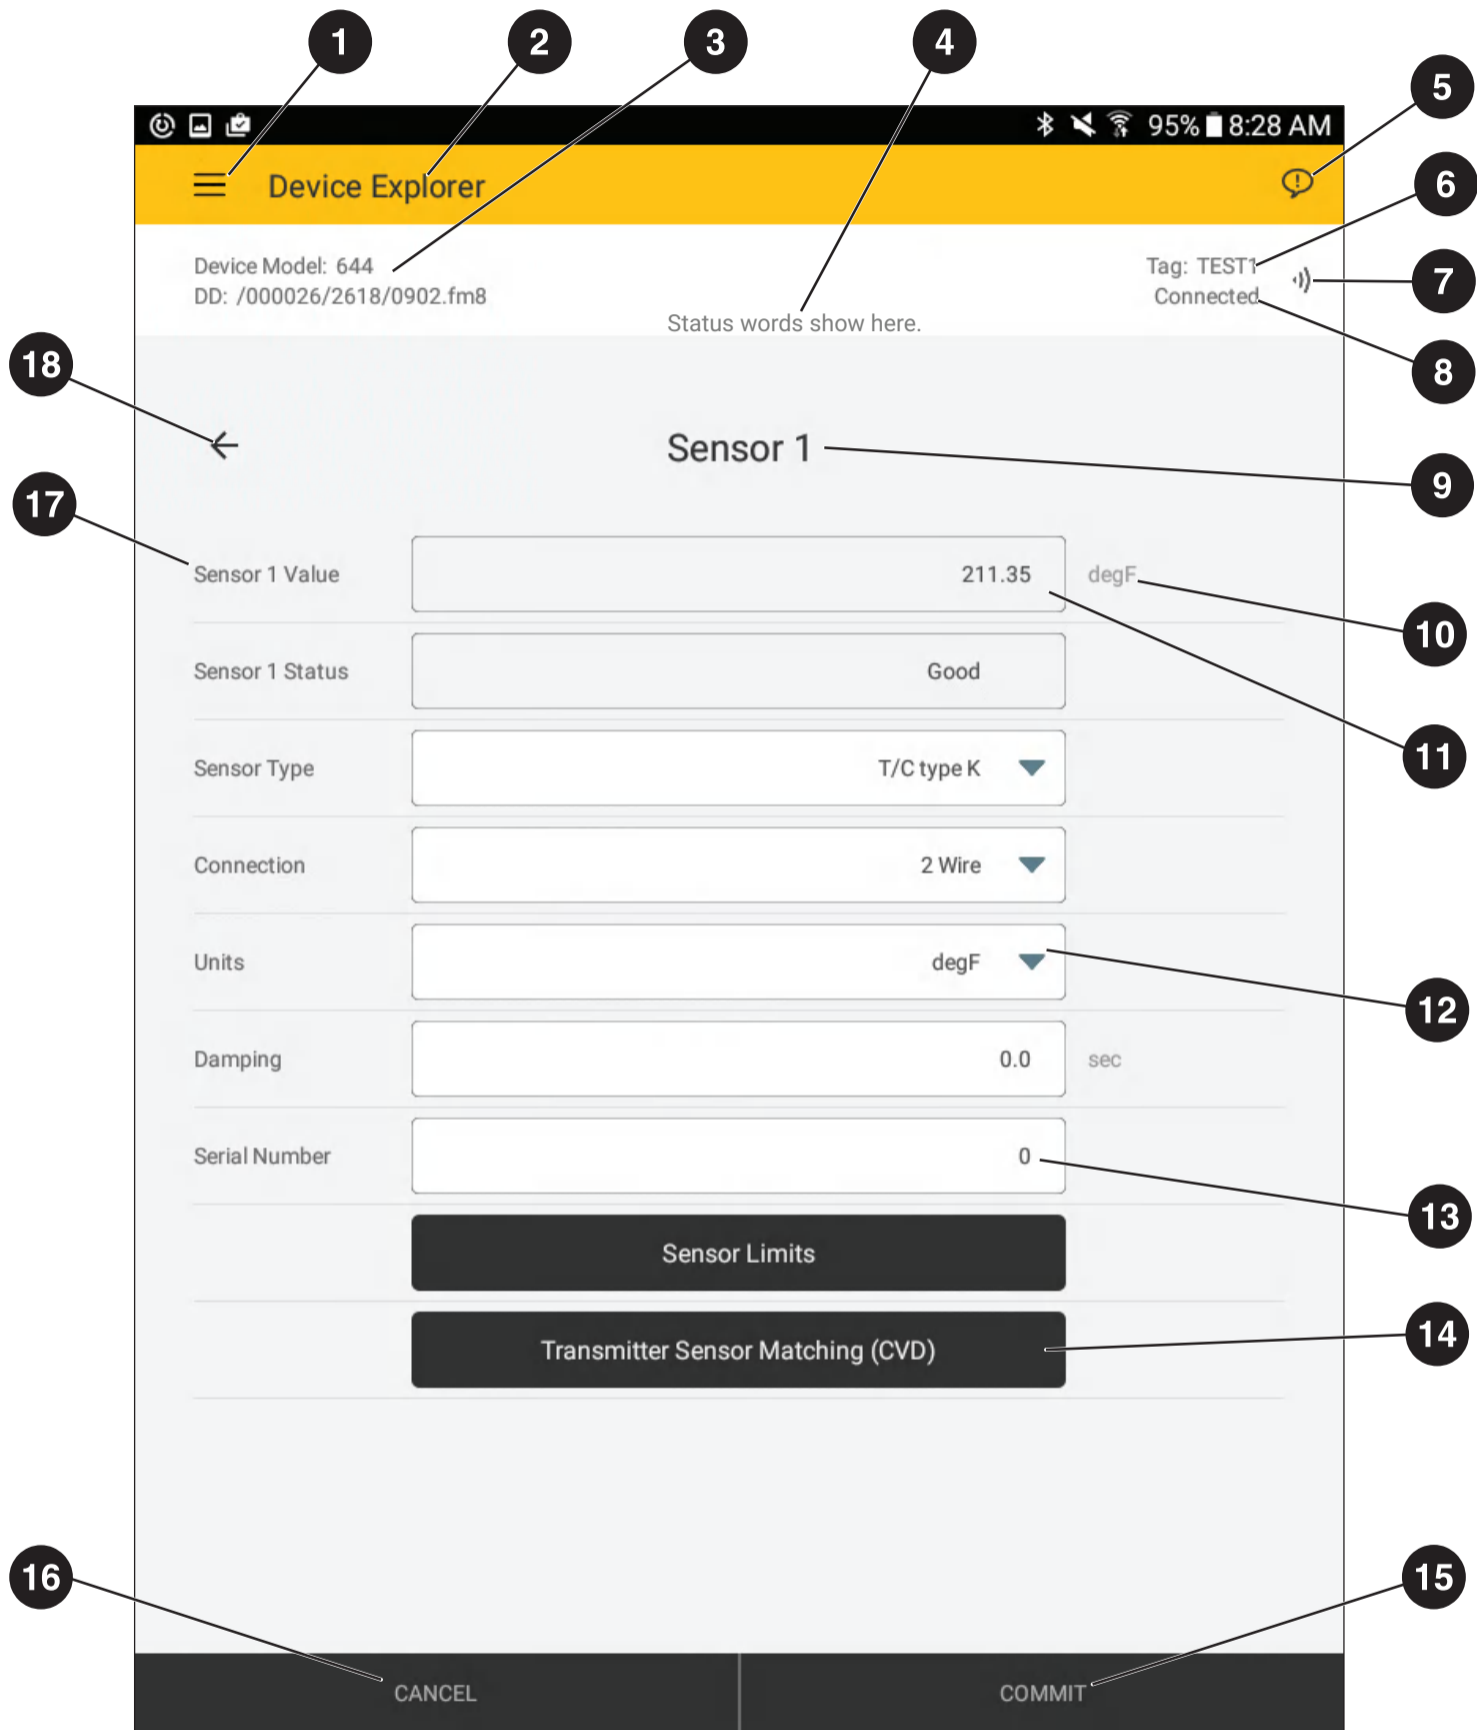 1 2 3 4
5
95% 8:28 AM
Device Explorer
6
Device Model: 644
Tag: TEST1
7
DD: /000026/2618/0902.fm8
Connected
Status words show here.
18
8
Sensor 1
9
17
Sensor 1 Value 211.35 degF
10
Sensor 1 Status Good
11
Sensor Type T/C type K
Connection 2 Wire
Units degF
12
Damping 0.0 sec
Serial Number 0
13
Sensor Limits
14
Transmitter Sensor Matching (CVD)
16
15
CANCEL COMMIT